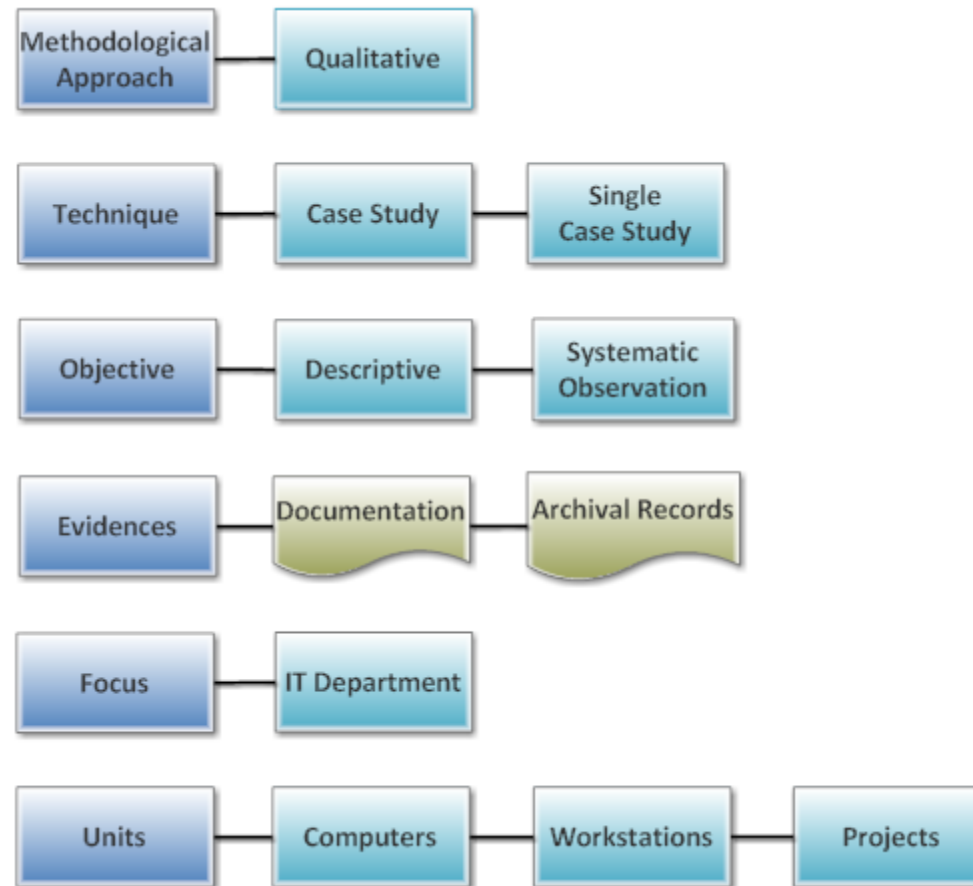 Methodological
Approach
Qualitative
Technique
Case Study
Single
Case Study
Objective
Descriptive
Systematic
Observation
Evidences
Documentation
Archival Records
Focus
IT Department
Units
Computers
Workstations
Projects